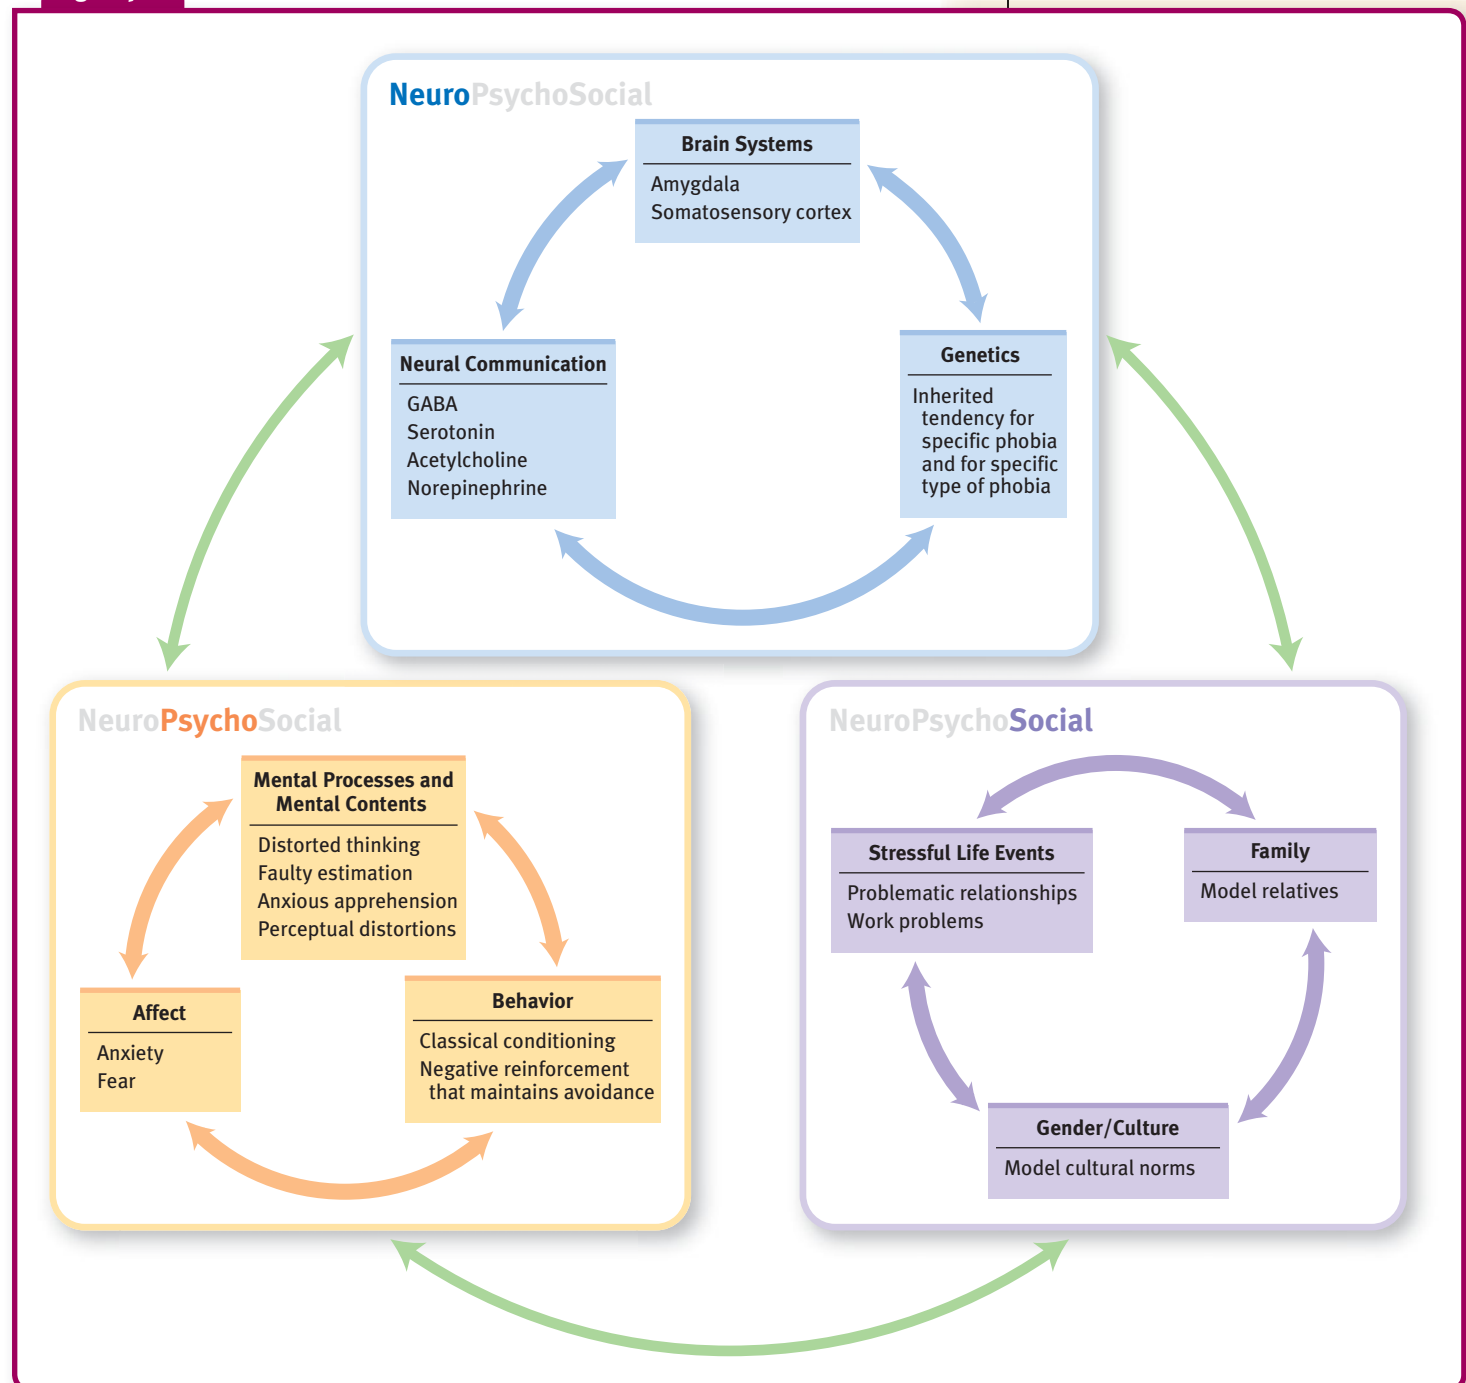 NeuroPsychoSocial
Brain Systems
Amygdala
Somatosensory cortex
Neural Communication
GABA
Serotonin
Acetylcholine
Norepinephrine
Genetics
Inherited
tendency for
specific phobia
and for specific
type of phobia
NeuroPsychoSocial
Mental Processes and
Mental Contents
Distorted thinking
Faulty estimation
Anxious apprehension
Perceptual distortions
Affect
Anxiety
Fear
Behavior
Classical conditioning
Negative reinforcement
that maintains avoidance
NeuroPsychoSocial
Stressful Life Events
Problematic relationships
Work problems
Family
Model relatives
Gender/Culture
Model cultural norms